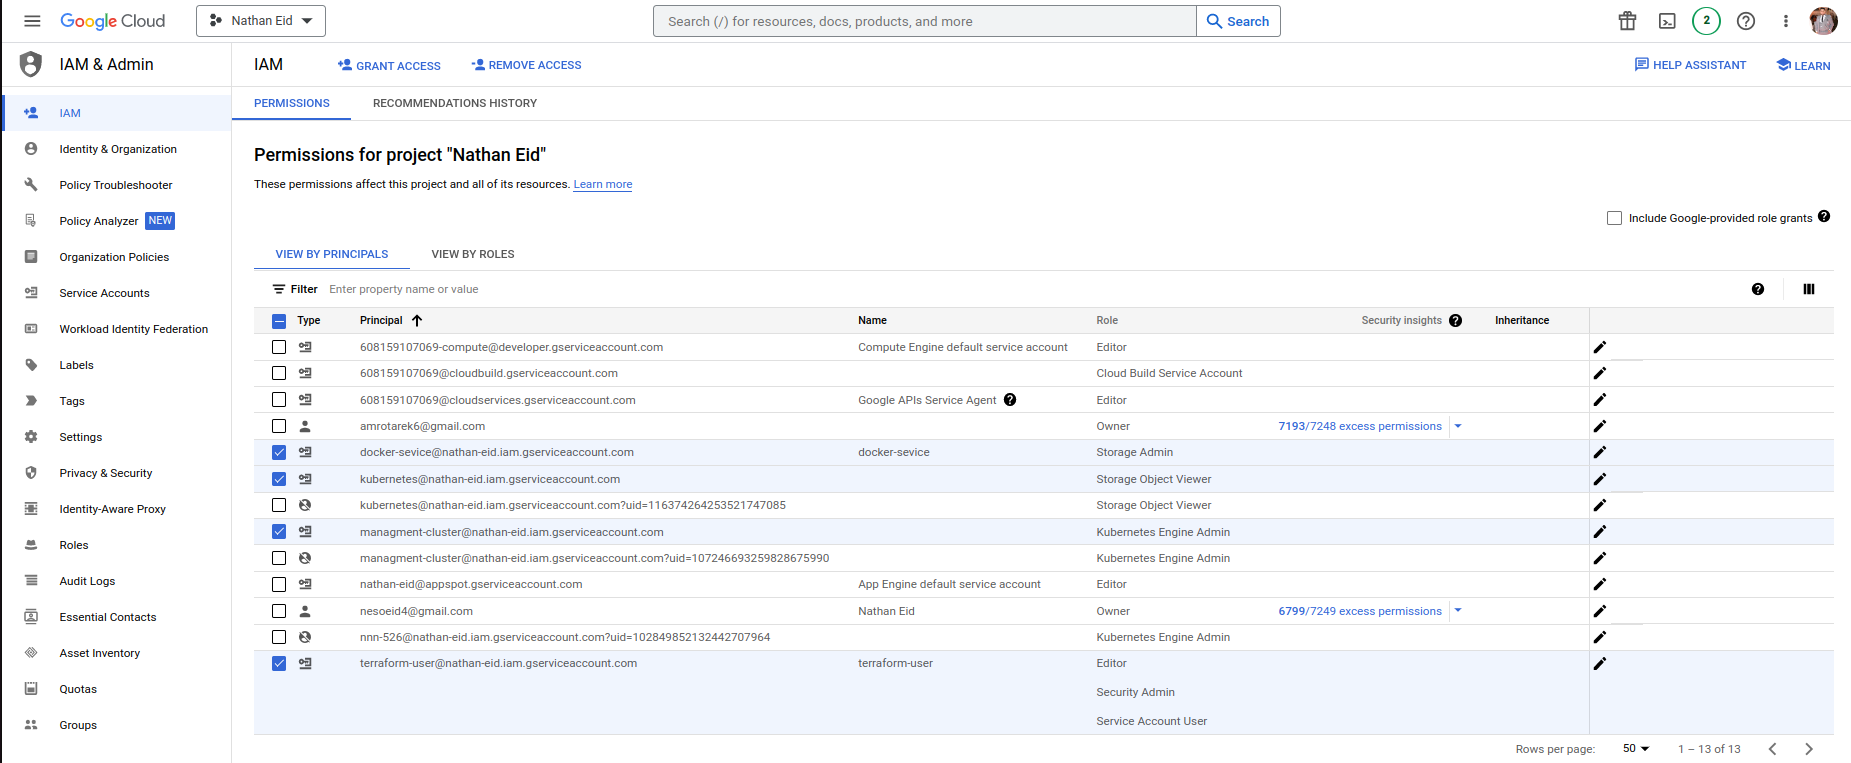 Google Cloud
Nathan Eid
Search (/) for resources, docs, products, and more
Search
2
IAM & Admin
IAM
GRANT ACCESS
REMOVE ACCESS
HELP ASSISTANT
LEARN
IAM
Identity & Organization
Policy Troubleshooter
Policy Analyzer NEW
Organization Policies
Service Accounts
Workload Identity Federation
Labels
Tags
Settings
Privacy & Security
Identity-Aware Proxy
Roles
Audit Logs
Essential Contacts
Asset Inventory
Quotas
Groups
PERMISSIONS RECOMMENDATIONS HISTORY
Permissions for project "Nathan Eid"
These permissions affect this project and all of its resources. Learn more
Include Google-provided role grants
VIEW BY PRINCIPALS VIEW BY ROLES
Filter Enter property name or value
Type Principal Name Role Security insights Inheritance
608159107069-compute@developer.gserviceaccount.com Compute Engine default service account Editor
608159107069@cloudbuild.gserviceaccount.com Cloud Build Service Account
608159107069@cloudservices.gserviceaccount.com Google APIs Service Agent Editor
amrotarek6@gmail.com Owner 7193/7248 excess permissions
docker-sevice@nathan-eid.iam.gserviceaccount.com docker-sevice Storage Admin
kubernetes@nathan-eid.iam.gserviceaccount.com Storage Object Viewer
kubernetes@nathan-eid.iam.gserviceaccount.com?uid=116374264253521747085 Storage Object Viewer
managment-cluster@nathan-eid.iam.gserviceaccount.com Kubernetes Engine Admin
managment-cluster@nathan-eid.iam.gserviceaccount.com?uid=107246693259828675990 Kubernetes Engine Admin
nathan-eid@appspot.gserviceaccount.com App Engine default service account Editor
nesoeid4@gmail.com Nathan Eid Owner 6799/7249 excess permissions
nnn-526@nathan-eid.iam.gserviceaccount.com?uid=102849852132442707964 Kubernetes Engine Admin
terraform-user@nathan-eid.iam.gserviceaccount.com terraform-user Editor
Security Admin
Service Account User
Rows per page: 50 1 – 13 of 13